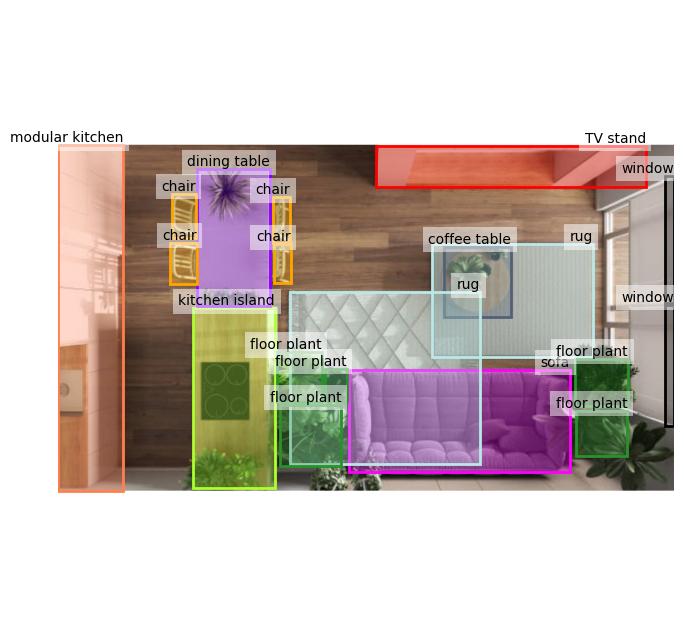 modular kitchen
TV stand
dining table
window
chair
chair
chair
chair
coffee table
rug
rug
window
kitchen island
floor plant
floor plant
sofa
floor plant
floor plant
floor plant